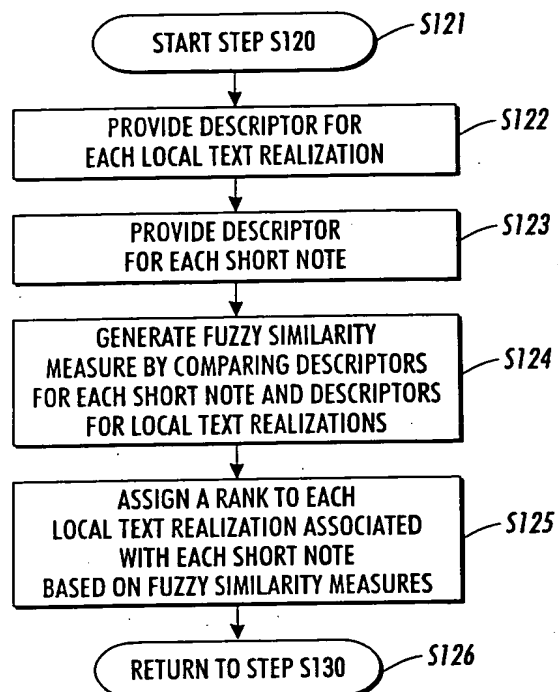 START STEP S120
S121
PROVIDE DESCRIPTOR FOR
EACH LOCAL TEXT REALIZATION
S122
PROVIDE DESCRIPTOR
FOR EACH SHORT NOTE
S123
GENERATE FUZZY SIMILARITY
MEASURE BY COMPARING DESCRIPTORS
FOR EACH SHORT NOTE AND DESCRIPTORS
FOR LOCAL TEXT REALIZATIONS
S124
ASSIGN A RANK TO EACH
LOCAL TEXT REALIZATION ASSOCIATED
WITH EACH SHORT NOTE
BASED ON FUZZY SIMILARITY MEASURES
S125
RETURN TO STEP S130
S126